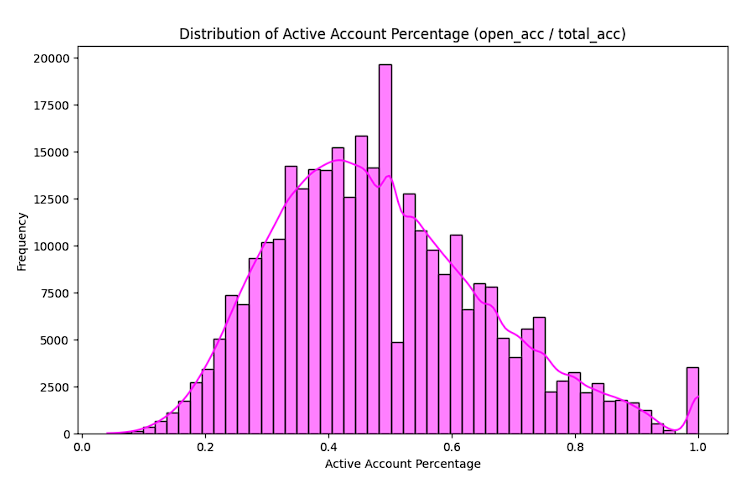 Distribution of Active Account Percentage (open_acc / total_acc)
20000
17500
15000
12500
10000
7500
5000
2500
0
Frequency
0.0 0.2 0.4 0.6 0.8 1.0
Active Account Percentage